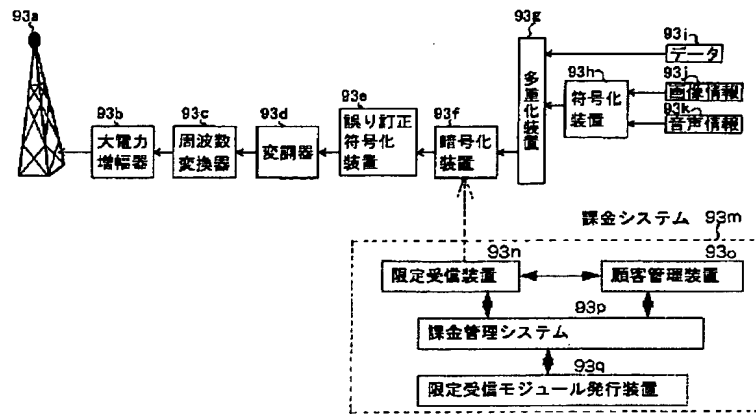 93a
93b
大電力
増幅器
93c
周波数
変換器
93d
変調器
93e
誤り訂正
符号化
装置
93f
暗号化
装置
93g
多重化装置
93h
符号化
装置
93i
データ
93j
画像情報
93k
音声情報
課金システム 93m
93n
限定受信装置
93o
顧客管理装置
93p
課金管理システム
93q
限定受信モジュール発行装置